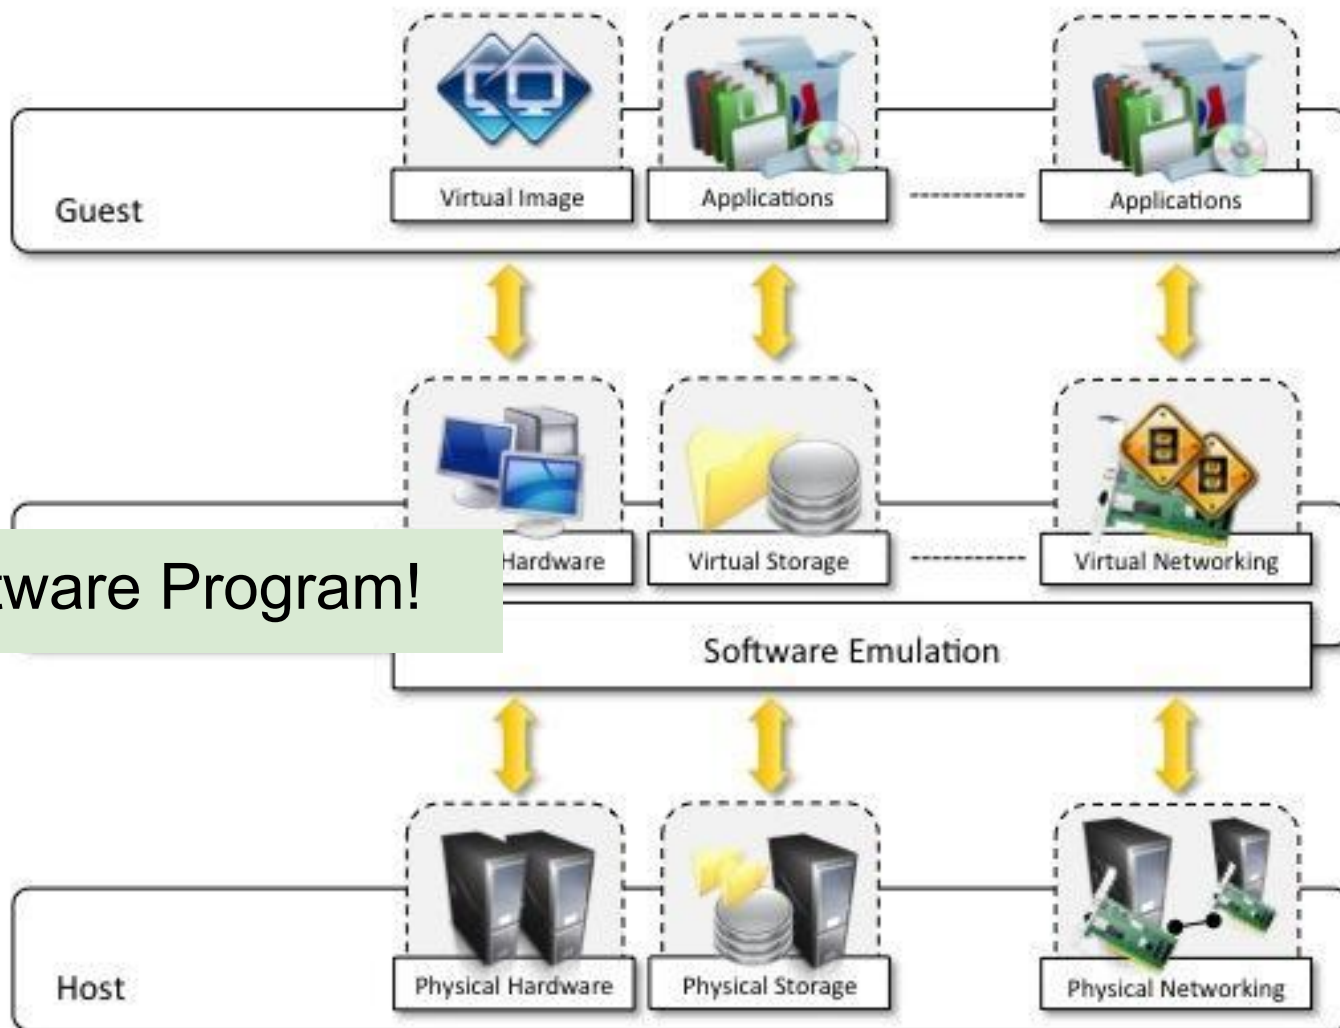 Virtual Image Applications Applications
Guest
Hardware Virtual Storage Virtual Networking
tware Program!
Software Emulation
Physical Hardware Physical Storage Physical Networking
Host